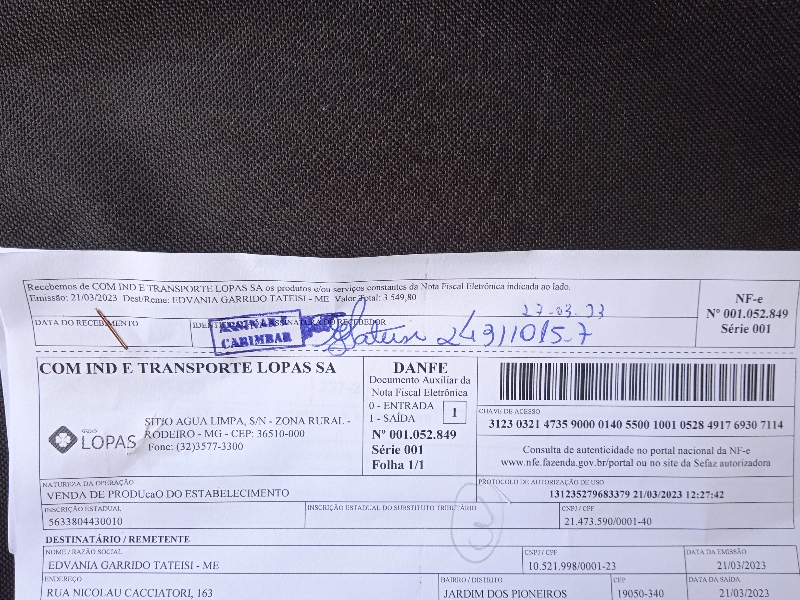 Recebemos de COM IND E TRANSPORTE LOPAS SA os produtos e/ou serviços constantes da Nota Fiscal Eletrônica indicada ao lado.
Emissão: 21/03/2023 Dest/Reme: EDVANIA GARRIDO TATEISI - ME Valor Total: 3.549,80
NF-e
Nº 001.052.849
Série 001
DATA DO RECEBIMENTO
ASSINAR E
CARIMBAR
COM IND E TRANSPORTE LOPAS SA
GRUPO
LOPAS
SITIO AGUA LIMPA, S/N - ZONA RURAL -
RODEIRO - MG - CEP: 36510-000
Fone: (32)3577-3300
DANFE
Documento Auxiliar da
Nota Fiscal Eletrônica
0 - ENTRADA
1 - SAÍDA
1
Nº 001.052.849
Série 001
Folha 1/1
CHAVE DE ACESSO
3123 0321 4735 9000 0140 5500 1001 0528 4917 6930 7114
Consulta de autenticidade no portal nacional da NF-e
www.nfe.fazenda.gov.br/portal ou no site da Sefaz autorizadora
NATUREZA DA OPERAÇÃO
VENDA DE PRODUcaO DO ESTABELECIMENTO
PROTOCOLO DE AUTORIZAÇÃO DE USO
131235279683379 21/03/2023 12:27:42
INSCRIÇÃO ESTADUAL
5633804430010
INSCRIÇÃO ESTADUAL DO SUBSTITUTO TRIBUTÁRIO
CNPJ / CPF
21.473.590/0001-40
DESTINATÁRIO / REMETENTE
NOME / RAZÃO SOCIAL
EDVANIA GARRIDO TATEISI - ME
CNPJ / CPF
10.521.998/0001-23
DATA DA EMISSÃO
21/03/2023
ENDEREÇO
RUA NICOLAU CACCIATORI, 163
BAIRRO / DISTRITO
JARDIM DOS PIONEIROS
CEP
19050-340
DATA DA SAÍDA
21/03/2023